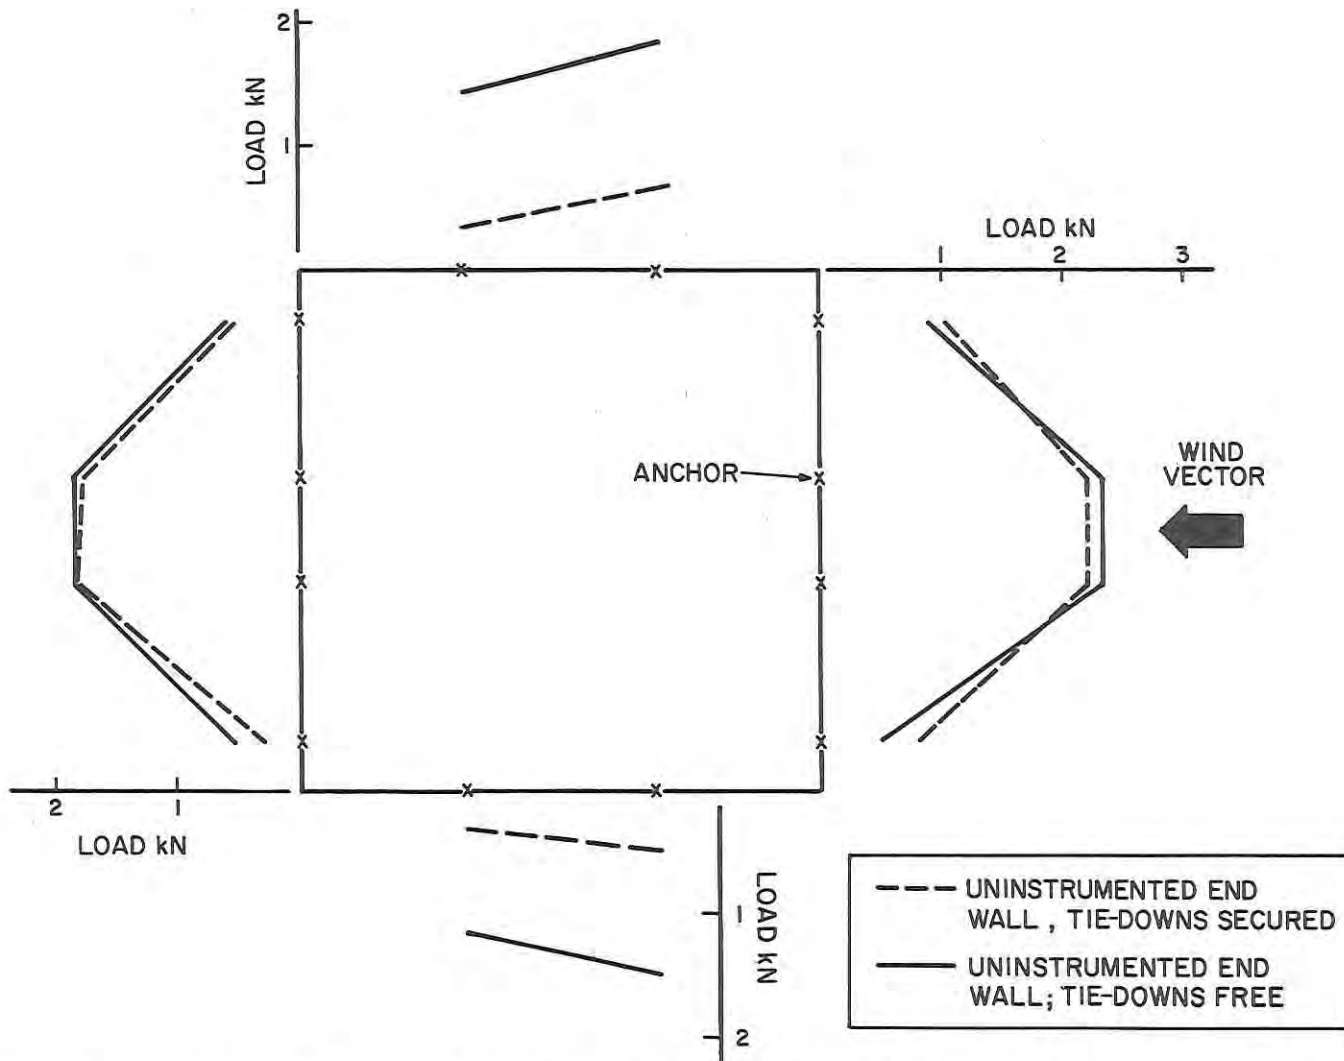 2
1
LOAD kN
LOAD kN
1 2 3
x x
x x
x x
ANCHOR
WIND
VECTOR
x x
x x
x x
2 1
LOAD kN
LOAD kN
1
2
UNINSTRUMENTED END
WALL , TIE-DOWNS SECURED
UNINSTRUMENTED END
WALL; TIE-DOWNS FREE